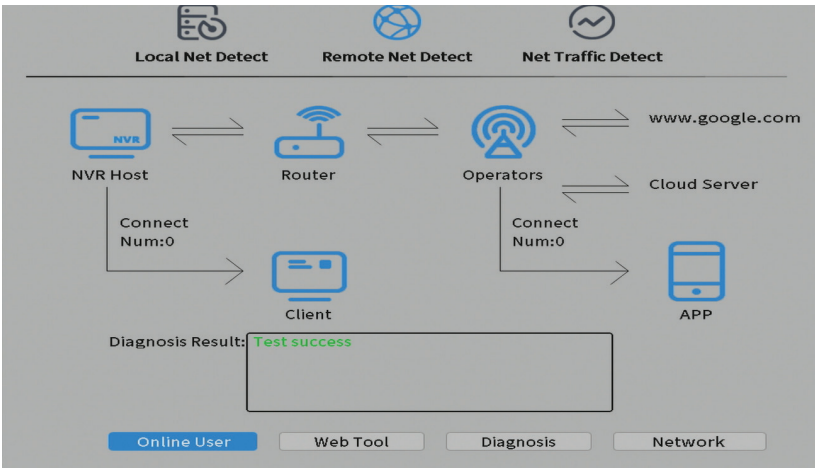 Local Net Detect
Remote Net Detect
Net Traffic Detect
NVR
www.google.com
NVR Host
Router
Operators
Cloud Server
Connect
Num:0
Connect
Num:0
Client
APP
Diagnosis Result: Test success
Online User
Web Tool
Diagnosis
Network